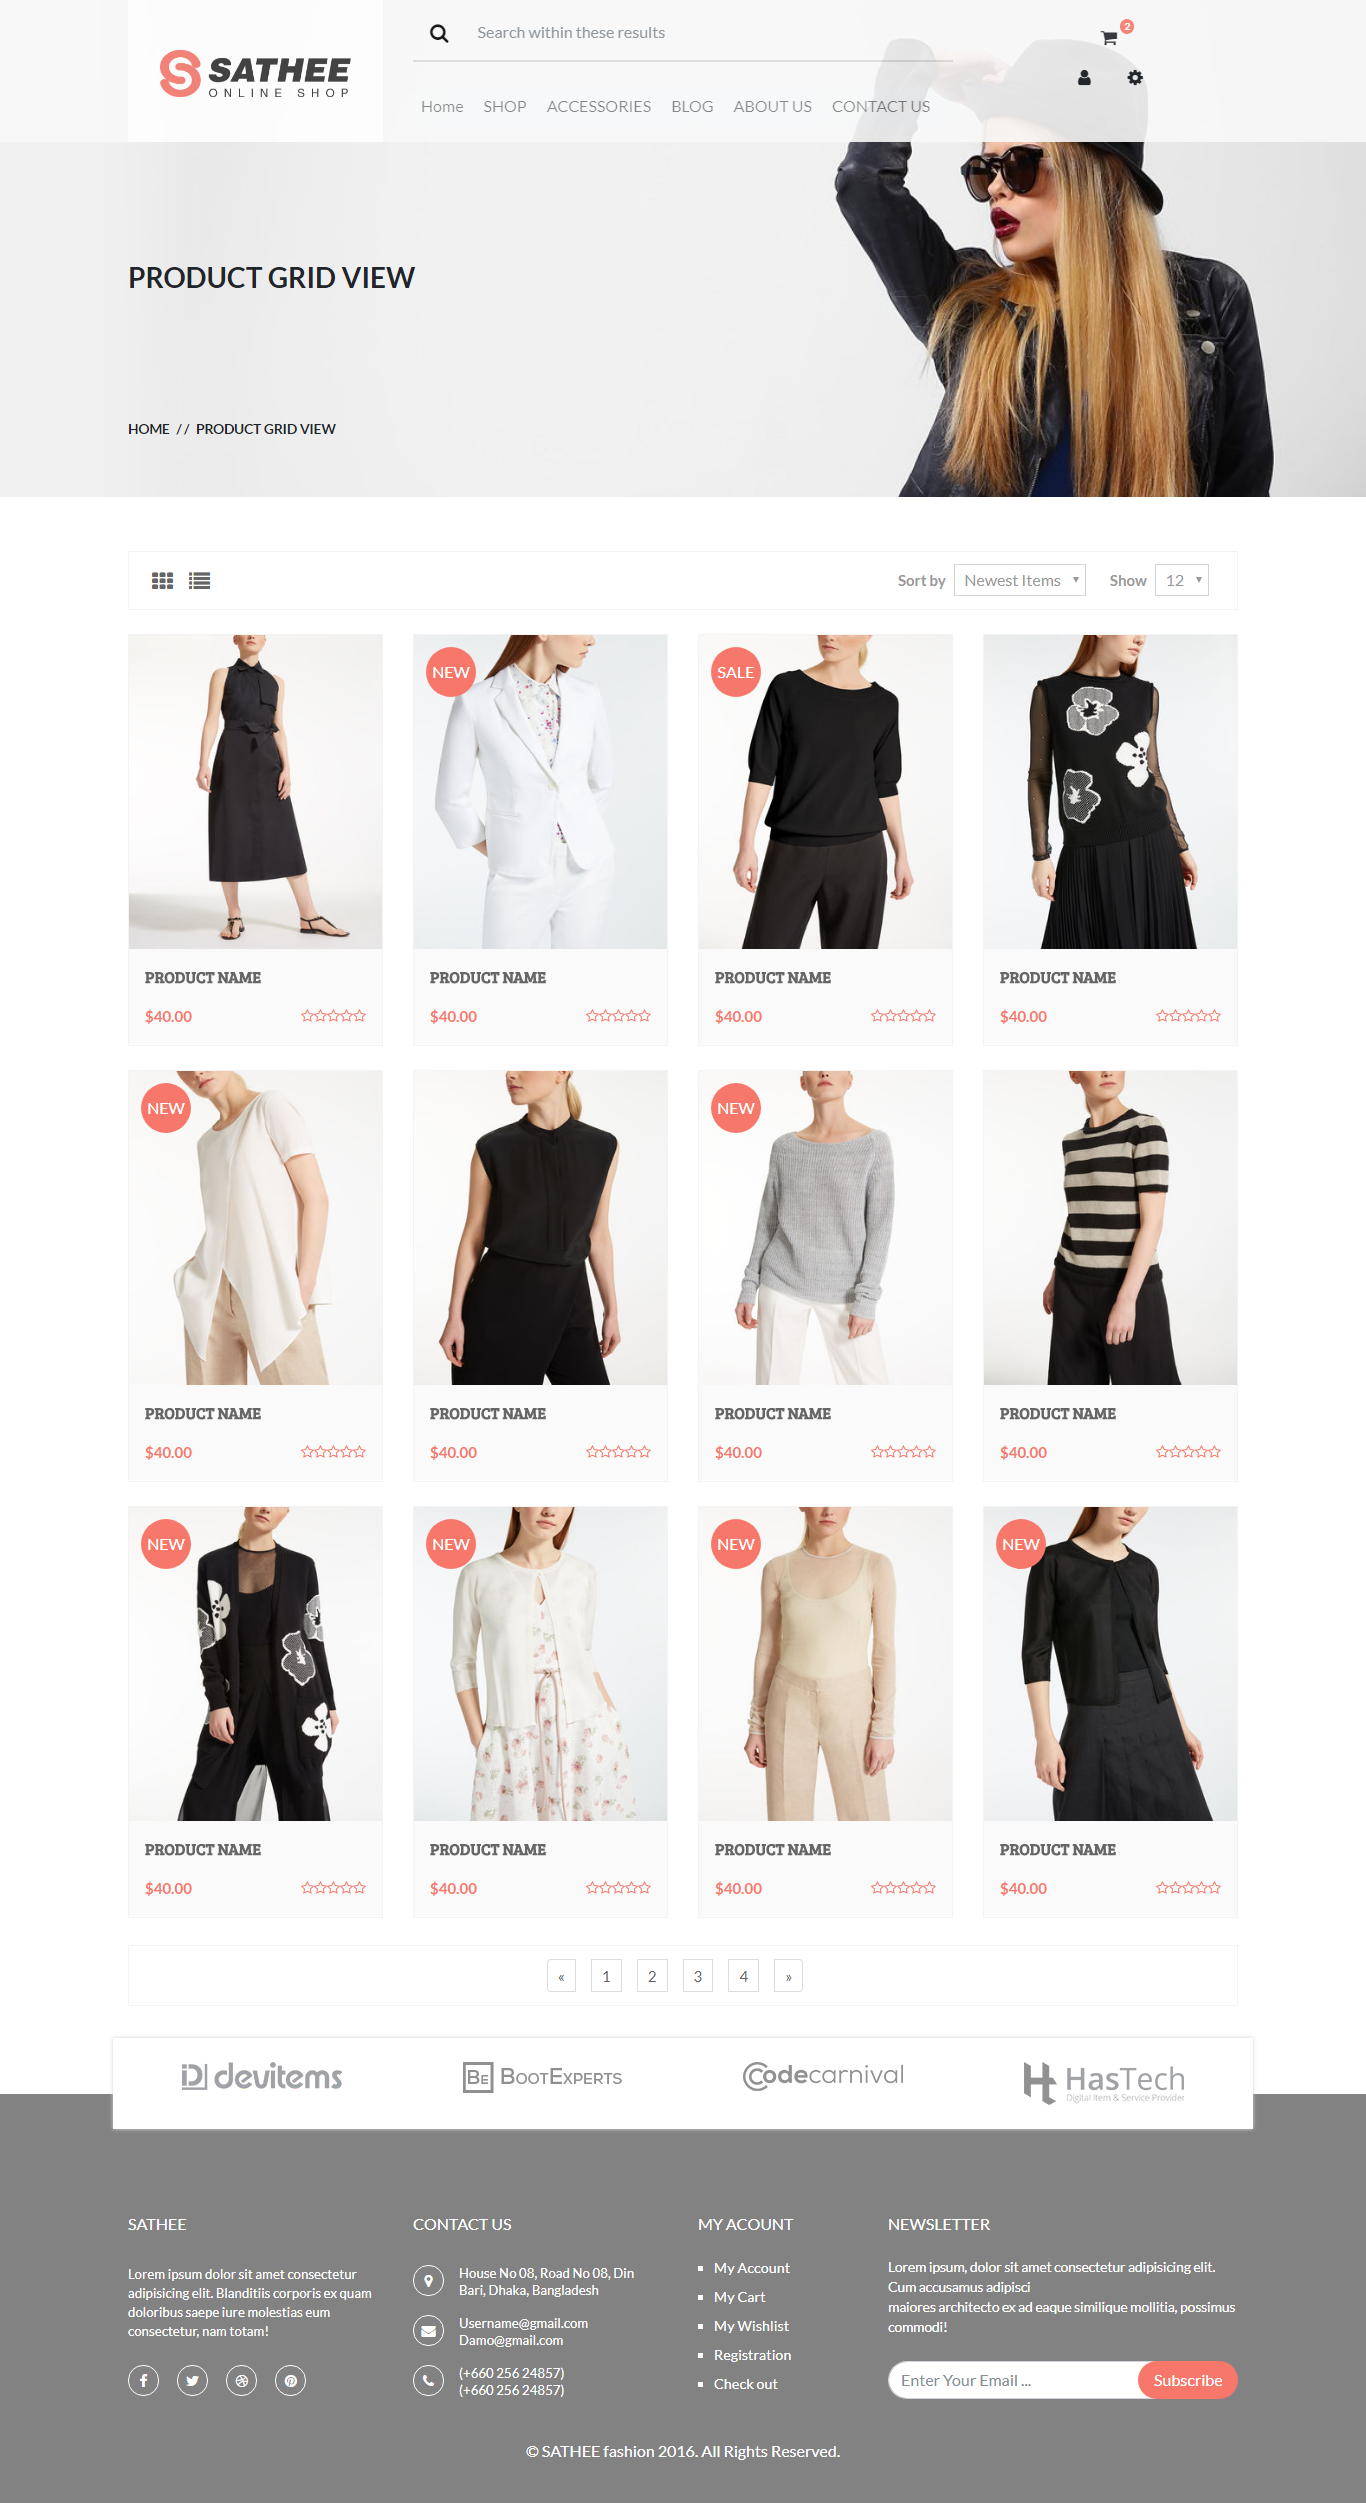 Search within these results
2
SATHEE
ONLINE SHOP
Home SHOP ACCESSORIES BLOG ABOUT US CONTACT US
PRODUCT GRID VIEW
HOME // PRODUCT GRID VIEW
Sort by Newest Items Show 12
NEW SALE
PRODUCT NAME PRODUCT NAME PRODUCT NAME PRODUCT NAME
$40.00 $40.00 $40.00 $40.00
NEW NEW
PRODUCT NAME PRODUCT NAME PRODUCT NAME PRODUCT NAME
$40.00 $40.00 $40.00 $40.00
NEW NEW NEW NEW
PRODUCT NAME PRODUCT NAME PRODUCT NAME PRODUCT NAME
$40.00 $40.00 $40.00 $40.00
« 1 2 3 4 »
devitems
BE BOOTEXPERTS
Codecarnival
HasTech
Digital Item & Service Provider
SATHEE
Lorem ipsum dolor sit amet consectetur
adipisicing elit. Blanditiis corporis ex quam
doloribus saepe iure molestias eum
consectetur, nam totam!
CONTACT US
House No 08, Road No 08, Din
Bari, Dhaka, Bangladesh
Username@gmail.com
Damo@gmail.com
(+660 256 24857)
(+660 256 24857)
MY ACOUNT
My Account
My Cart
My Wishlist
Registration
Check out
NEWSLETTER
Lorem ipsum, dolor sit amet consectetur adipisicing elit.
Cum accusamus adipisci
maiores architecto ex ad eaque similique mollitia, possimus
commodi!
Enter Your Email ... Subscribe
© SATHEE fashion 2016. All Rights Reserved.